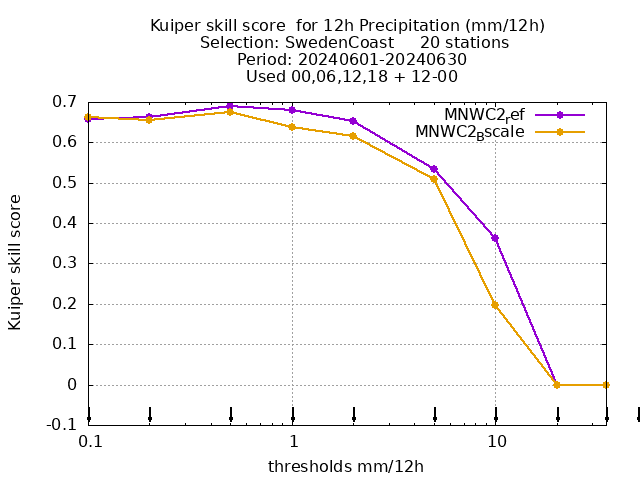 Kuiper skill score  for 12h Precipitation (mm/12h)
Selection: SwedenCoast     20 stations
Period: 20240601-20240630
Used 00,06,12,18 + 12-00
MNWC2_ref
MNWC2_Bscale
0.7
0.6
0.5
0.4
0.3
0.2
0.1
0
-0.1
Kuiper skill score
0.1 1 10
thresholds mm/12h